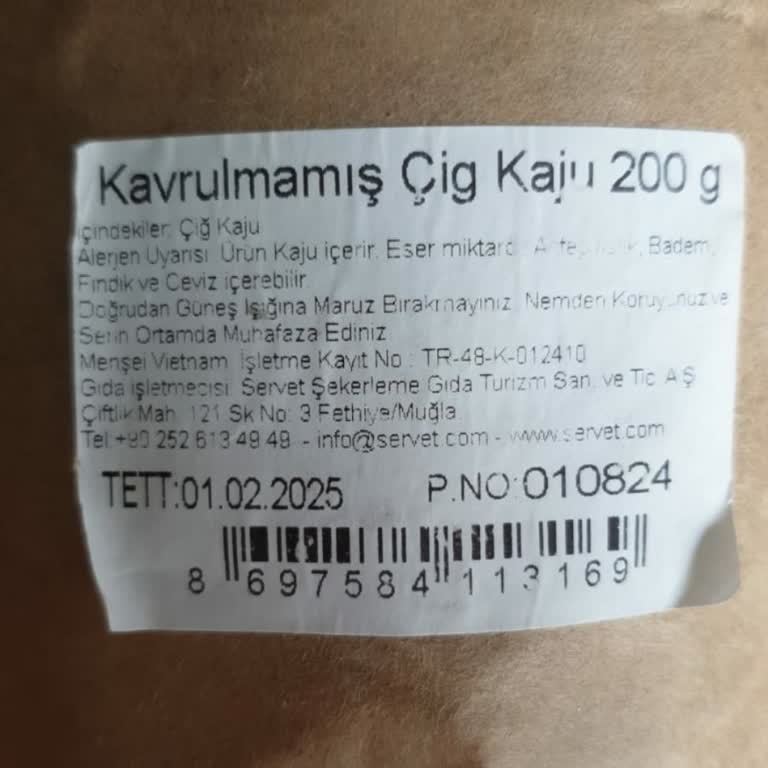 Kavrulmamış Çig Kaju 200 g
İçindekiler: Çiğ Kaju
Alerjen Uyarısı: Ürün Kaju içerir. Eser miktarda Badem,
Fındık ve Ceviz içerebilir.
Doğrudan Güneş Işığına Maruz Bırakmayınız. Nemden Koruyunuz ve
Serin Ortamda Muhafaza Ediniz
Menşei Vietnam İşletme Kayıt No : TR-48-K-012410
Gıda işletmecisi: Servet Şekerleme Gıda Turizm San. ve Tic. A.Ş
Çiftlik Mah. 121 Sk No: 3 Fethiye/Muğla
Tel +90 252 613 49 49 - info@servet.com - www.servet.com
TETT:01.02.2025 P.NO:010824
8 697584 113169